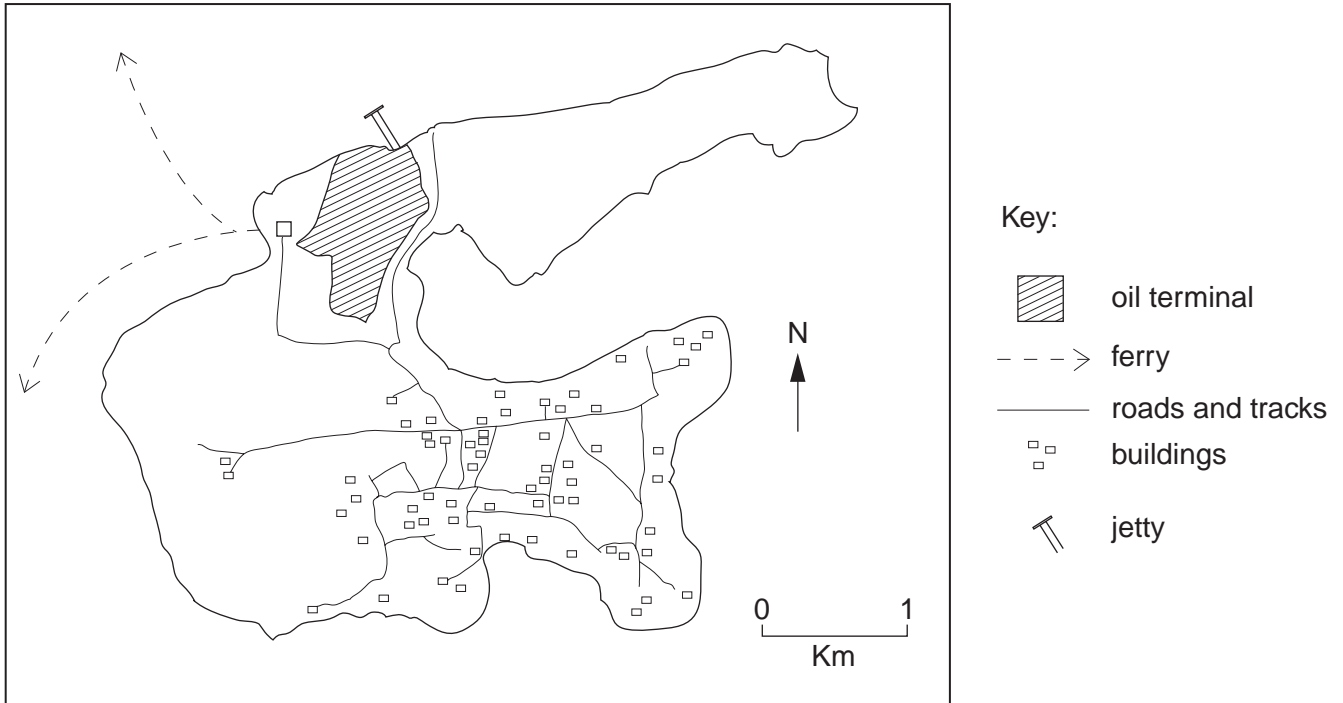 Key:
oil terminal
N
ferry
roads and tracks
buildings
jetty
0 1
Km